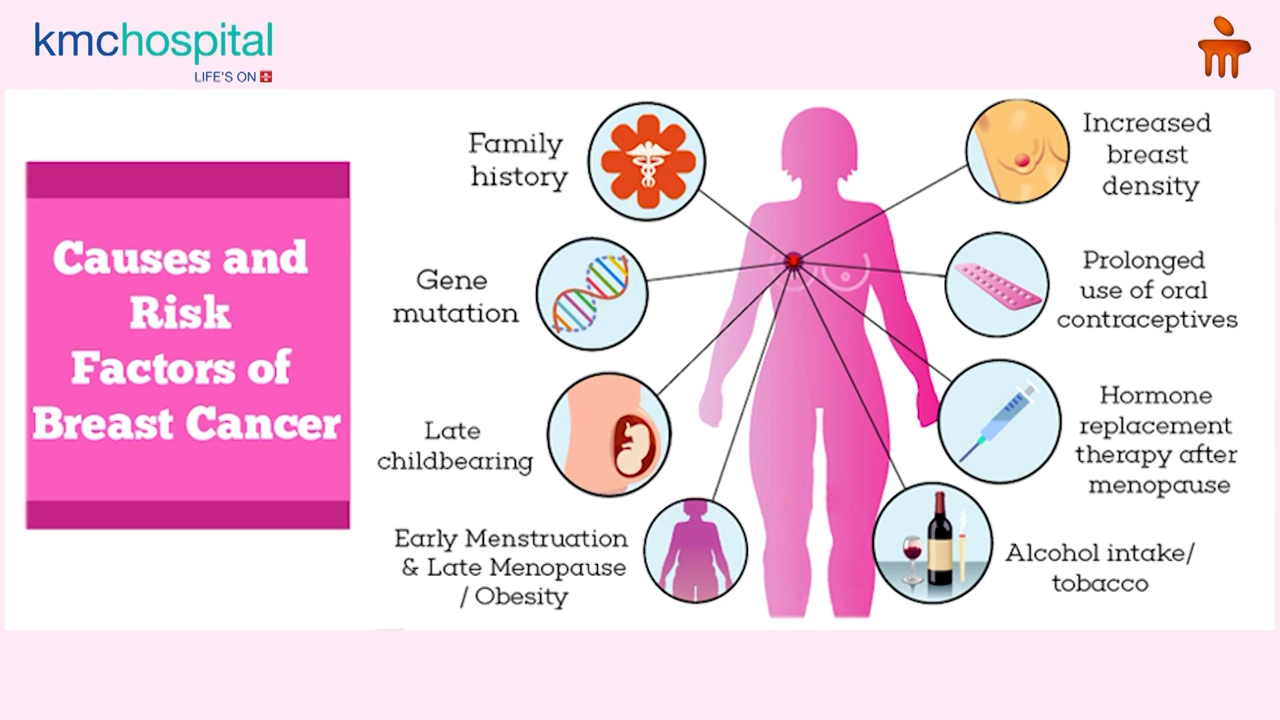 kmchospital
LIFE'S ON
Causes and
Risk
Factors of
Breast Cancer
Family
history
Gene
mutation
Late
childbearing
Early Menstruation
& Late Menopause
/ Obesity
Increased
breast
density
Prolonged
use of oral
contraceptives
Hormone
replacement
therapy after
menopause
Alcohol intake/
tobacco